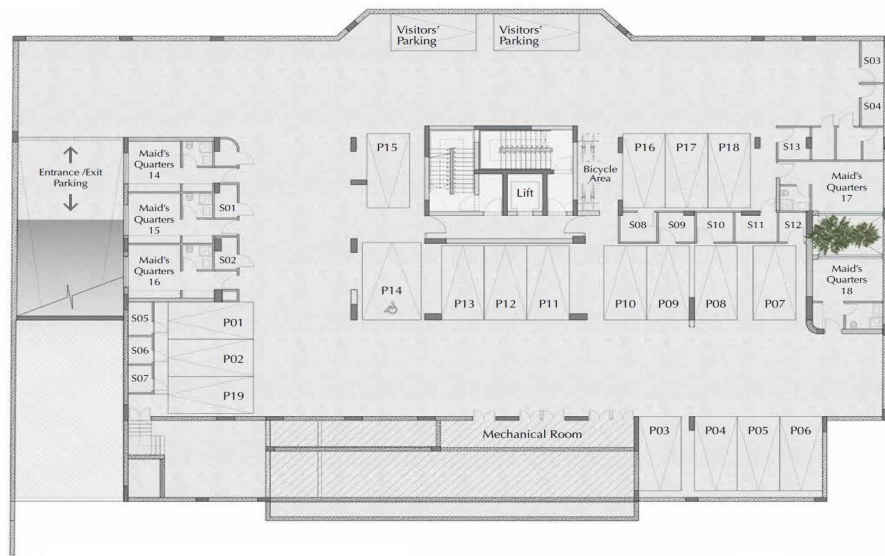 Visitors'
Parking
Visitors'
Parking
S03
S04
Entrance /Exit
Parking
Maid's
Quarters
14
S01
Maid's
Quarters
15
S02
Maid's
Quarters
16
P15
Lift
Bicycle
Area
P16
P17
P18
S13
Maid's
Quarters
17
S08
S09
S10
S11
S12
Maid's
Quarters
18
P14
P13
P12
P11
P10
P09
P08
P07
S05
S06
S07
P01
P02
P19
Mechanical Room
P03
P04
P05
P06